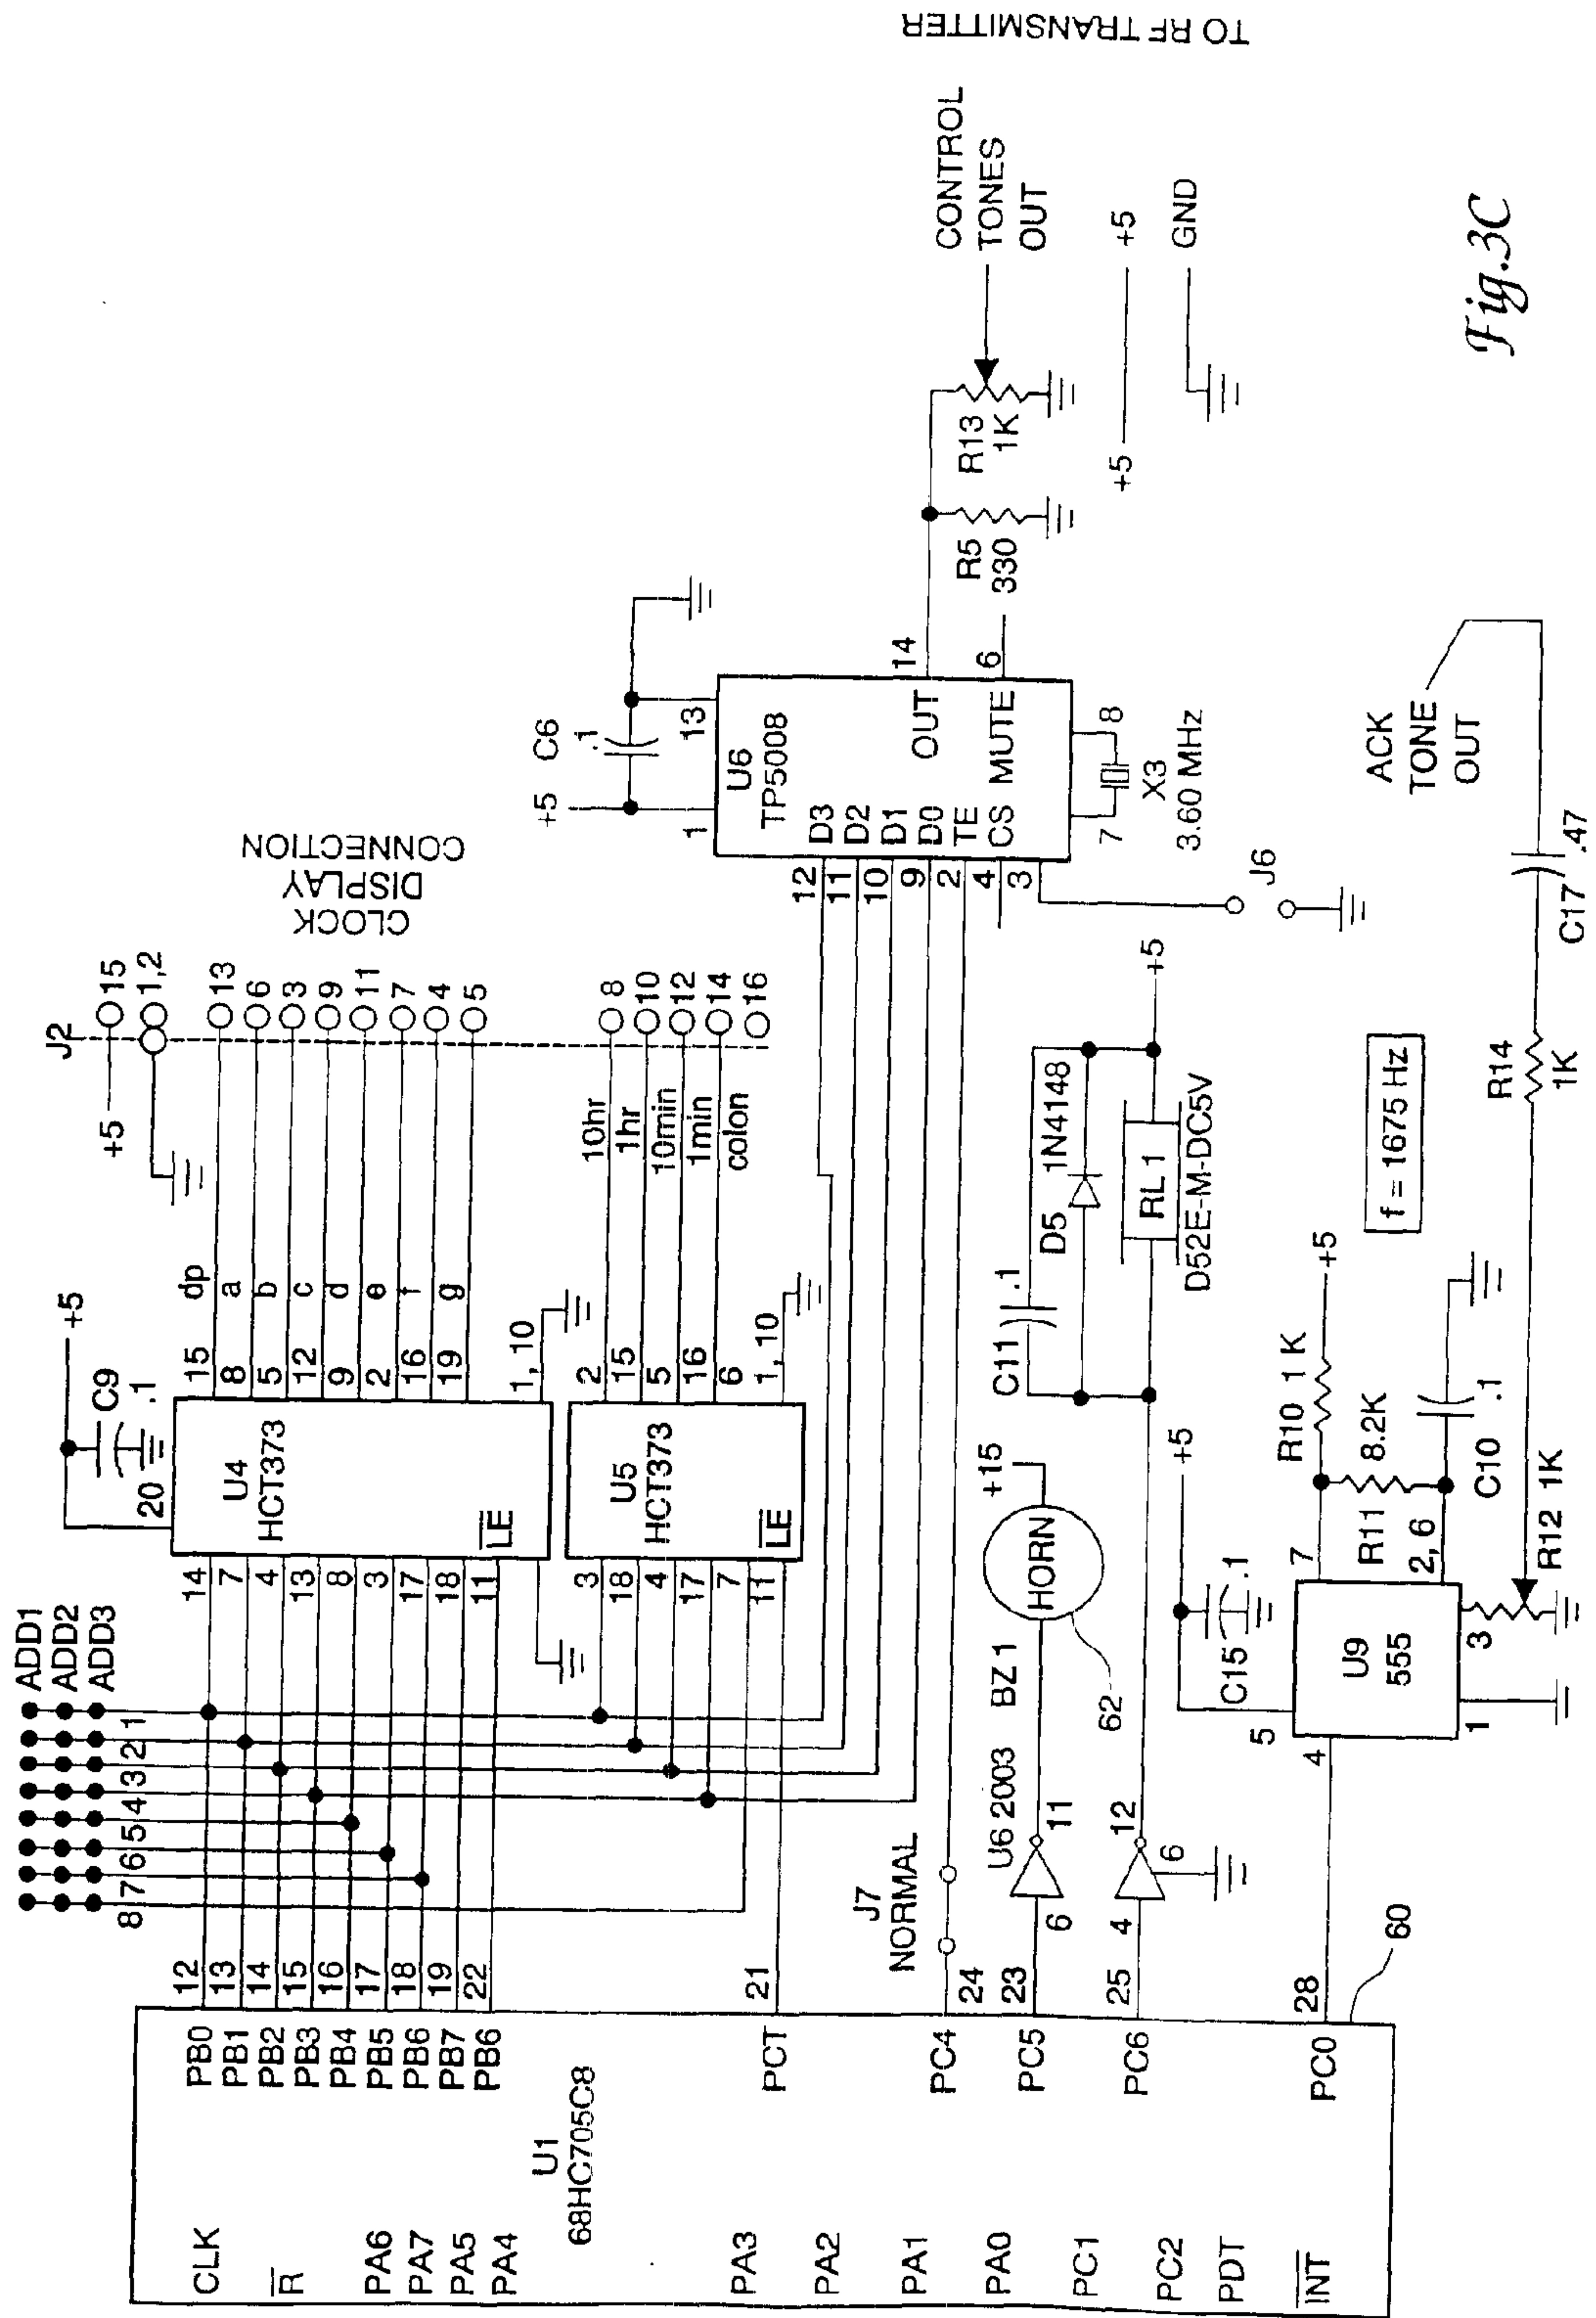 ADD1
ADD2
ADD3
1
2
3
4
5
6
7
8
U1
68HC705C8
CLK
R
PA6
PA7
PA5
PA4
PA3
PA2
PA1
PA0
PC1
PC2
PDT
INT
PB0 12
PB1 13
PB2 14
PB3 15
PB4 16
PB5 17
PB6 18
PB7 19
PB6 22
PCT 21
PC4 24
PC5 23
PC6 25
PC0 28
60
+5
C9
.1
20
U4
HCT373
LE
14
7
4
13
8
3
17
18
11
15 dp
8 a
5 b
12 c
9 d
2 e
16 f
19 g
1, 10
U5
HCT373
LE
3
18
4
17
7
11
2 10hr
15 1hr
5 10min
16 1min
6 colon
1, 10
J2
+5
15
1,2
13
6
3
9
11
7
4
5
8
10
12
14
16
CLOCK
DISPLAY
CONNECTION
J7
NORMAL
U6 2003
6
11
BZ 1
HORN
+15
62
4
12
6
C11
.1
D5 1N4148
RL 1
D52E-M-DC5V
+5
+5
C6
.1
1
13
U6
TP5008
12 D3
11 D2
10 D1
9 D0
2 TE
4 CS
3
OUT 14
MUTE 6
7
8
X3
3.60 MHz
J6
R5
330
R13
1K
CONTROL
TONES
OUT
TO RF TRANSMITTER
+5
+5
GND
+5
C15
.1
5
4
U9
555
7
2, 6
3
1
R10 1 K
+5
R11
8.2K
C10
.1
R12 1K
f = 1675 Hz
R14
1K
C17
.47
ACK
TONE
OUT
Fig.3C